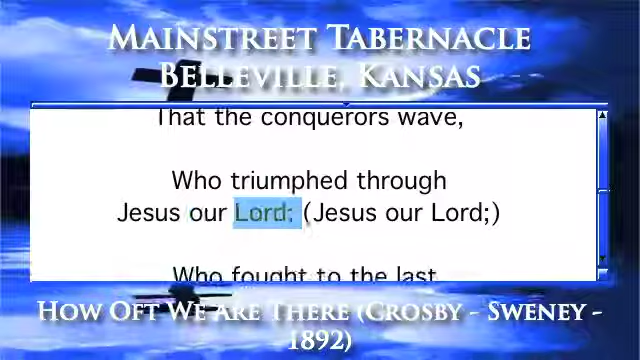 Mainstreet Tabernacle
Belleville, Kansas
That the conquerors wave,
Who triumphed through
Jesus our Lord; (Jesus our Lord;)
Who fought to the last
How Oft We Are There (Crosby - Sweney -
1892)